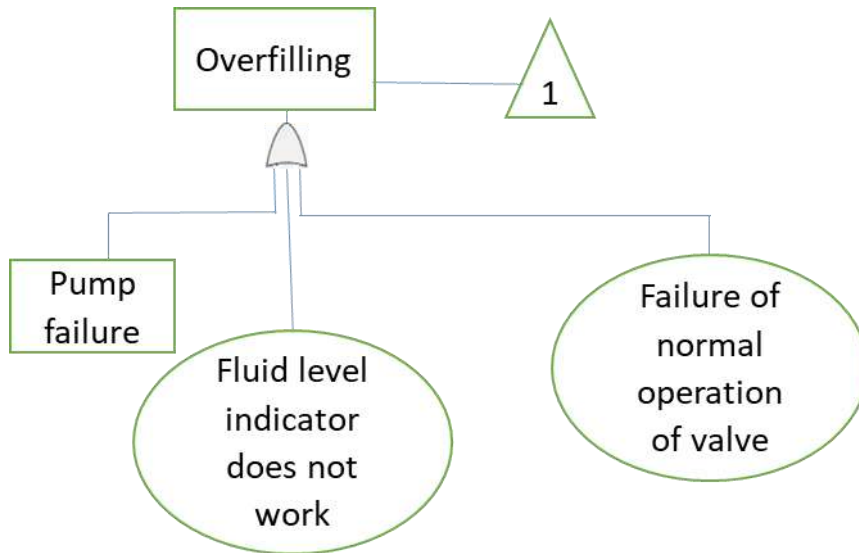 Overfilling
1
Pump
failure
Fluid level
indicator
does not
work
Failure of
normal
operation
of valve